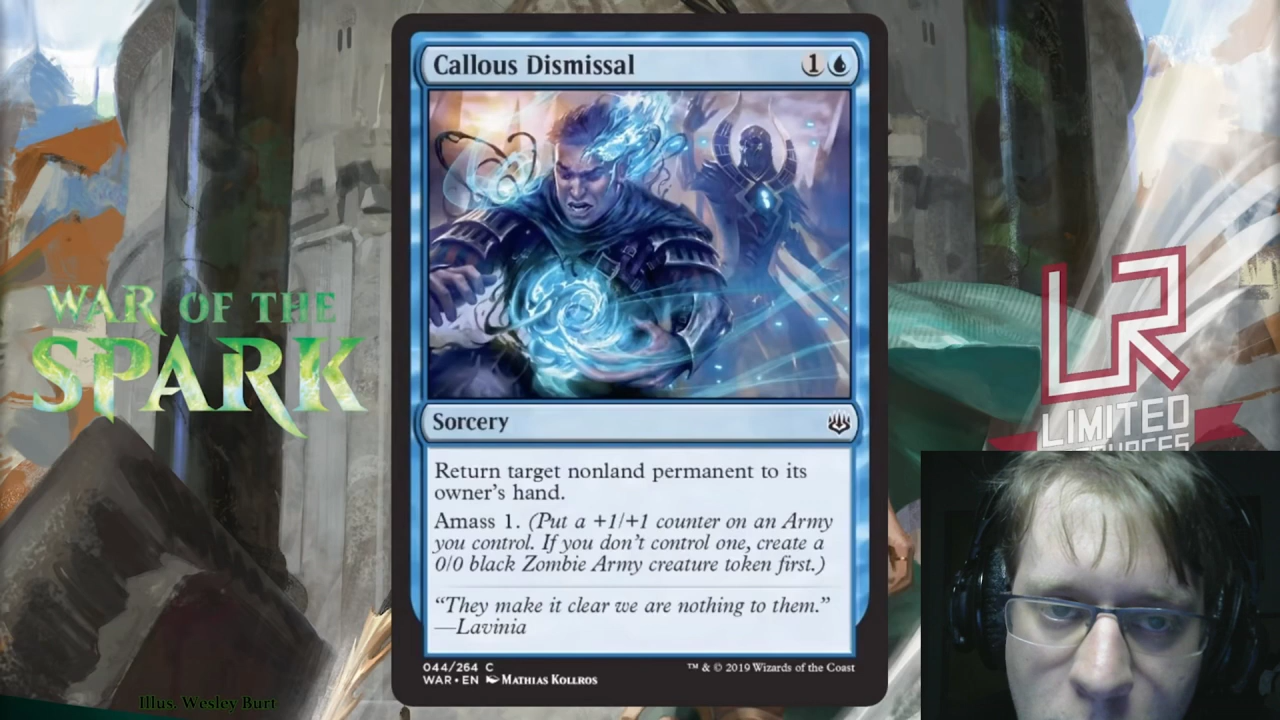 WAR OF THE
SPARK
Callous Dismissal
1
Sorcery
Return target nonland permanent to its
owner's hand.
Amass 1. (Put a +1/+1 counter on an Army
you control. If you don't control one, create a
0/0 black Zombie Army creature token first.)
"They make it clear we are nothing to them."
—Lavinia
044/264 C
WAR • EN Mathias Kollros
™ & © 2019 Wizards of the Coast
LR
LIMITED
Illus. Wesley Burt